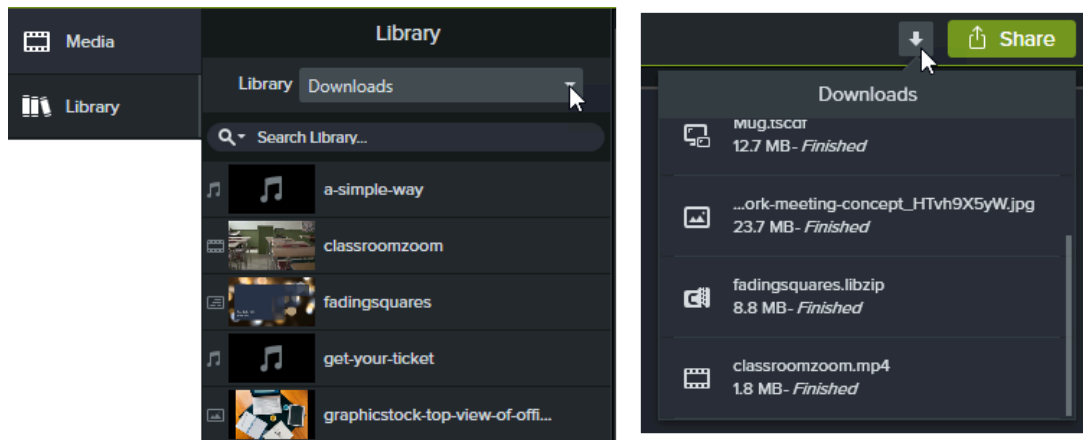 Media
Library
Library
Library Downloads
Search Library...
a-simple-way
classroomzoom
fadingsquares
get-your-ticket
graphicstock-top-view-of-offi...
Share
Downloads
Mug.tscdf
12.7 MB- Finished
...ork-meeting-concept_HTvh9X5yW.jpg
23.7 MB- Finished
fadingsquares.libzip
8.8 MB- Finished
classroomzoom.mp4
1.8 MB- Finished